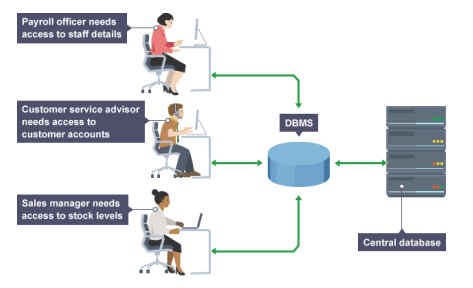 Payroll officer needs
access to staff details
Customer service advisor
needs access to
customer accounts
DBMS
Sales manager needs
access to stock levels
Central database